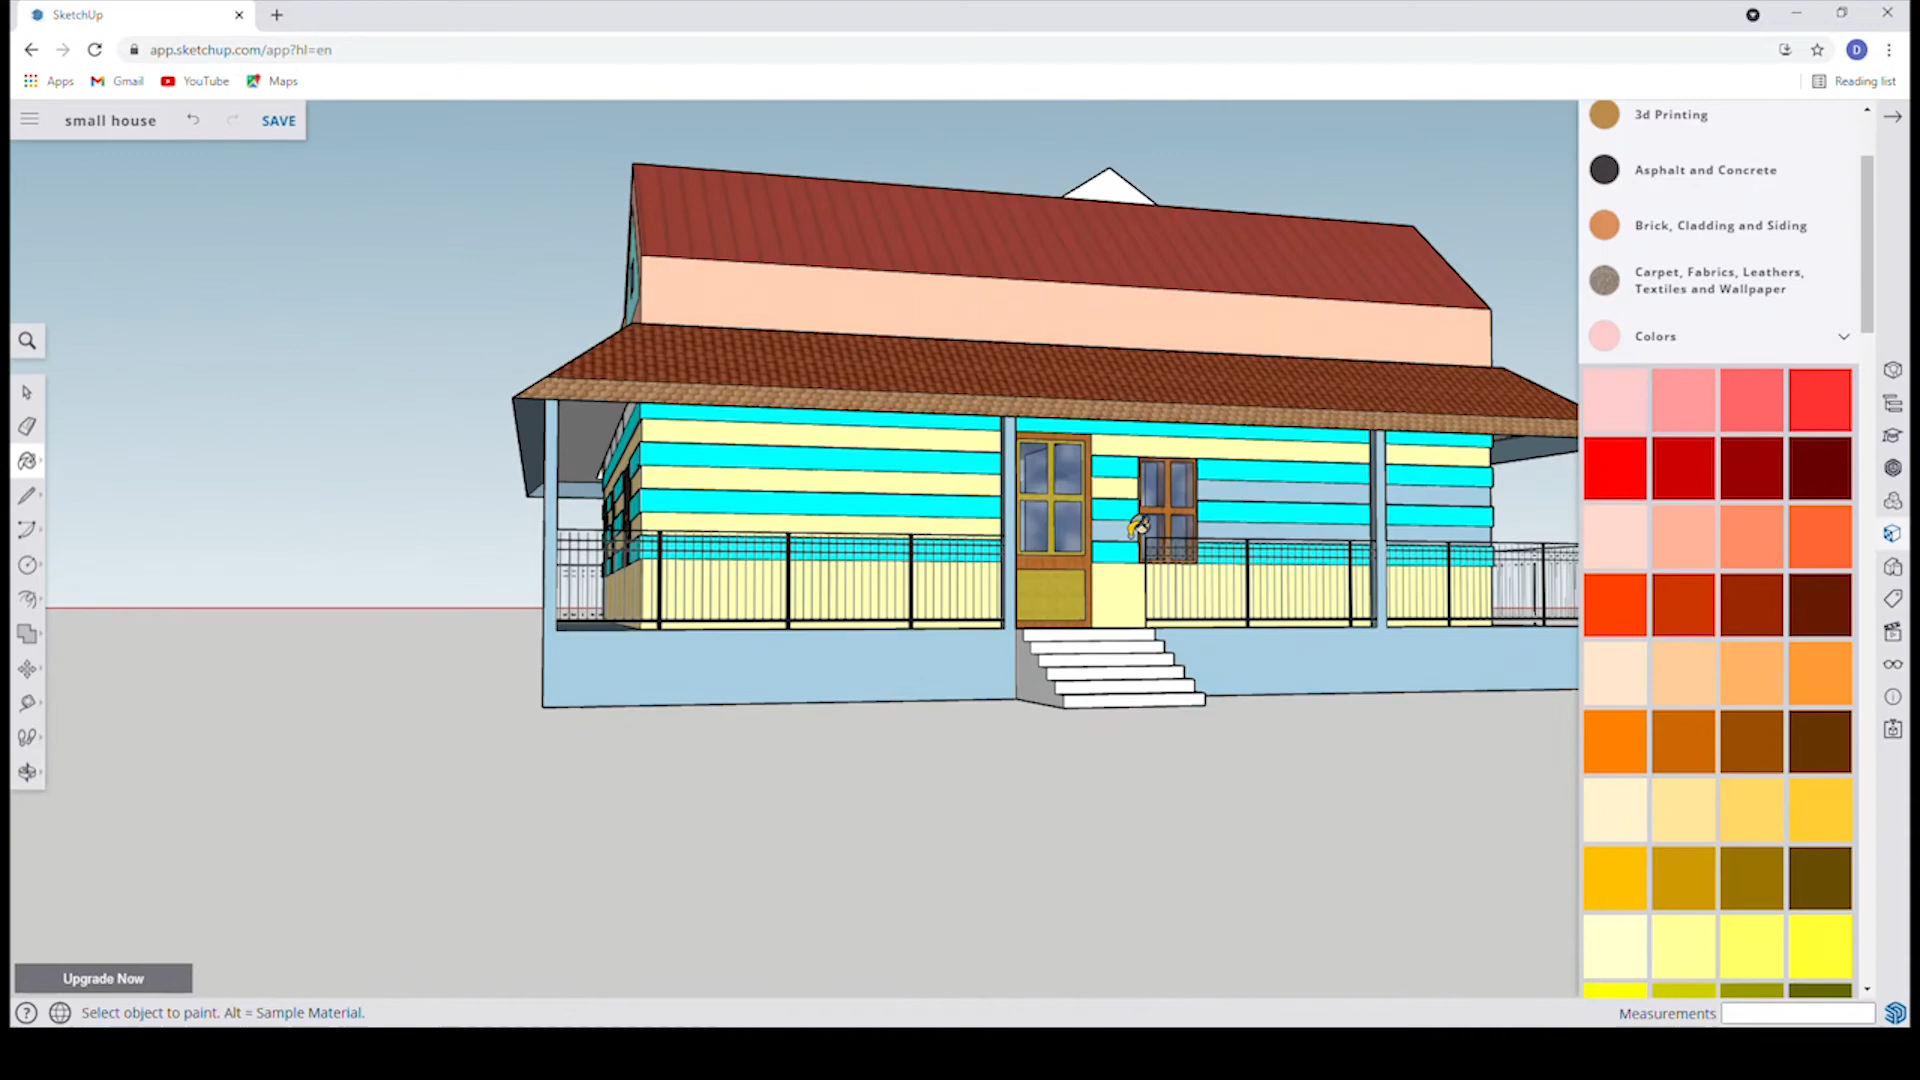 SketchUp
app.sketchup.com/app?hl=en
D
Apps
Gmail
YouTube
Maps
Reading list
small house
SAVE
3d Printing
Asphalt and Concrete
Brick, Cladding and Siding
Carpet, Fabrics, Leathers,
Textiles and Wallpaper
Colors
Upgrade Now
Select object to paint. Alt = Sample Material.
Measurements